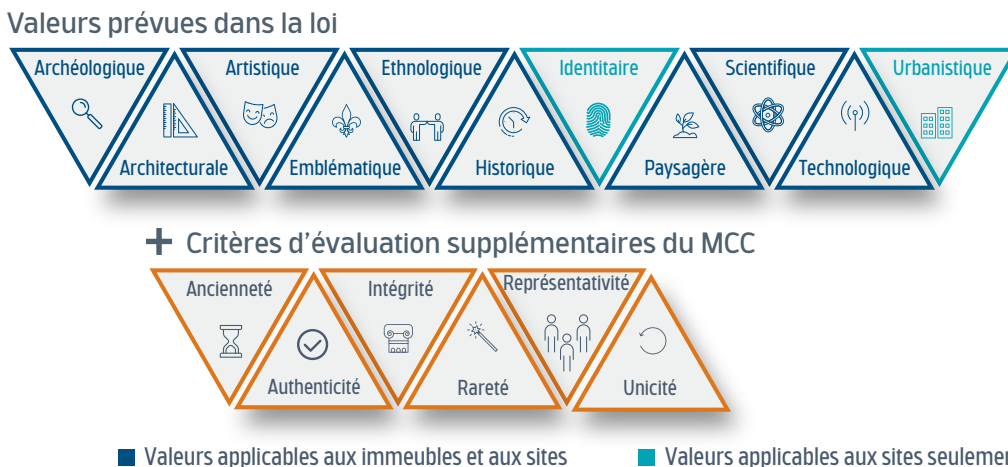 Valeurs prévues dans la loi
Archéologique Artistique Ethnologique Identitaire Scientifique Urbanistique
Architecturale Emblématique Historique Paysagère Technologique
+ Critères d'évaluation supplémentaires du MCC
Ancienneté Intégrité Représentativité
Authenticité Rareté Unicité
Valeurs applicables aux immeubles et aux sites Valeurs applicables aux sites